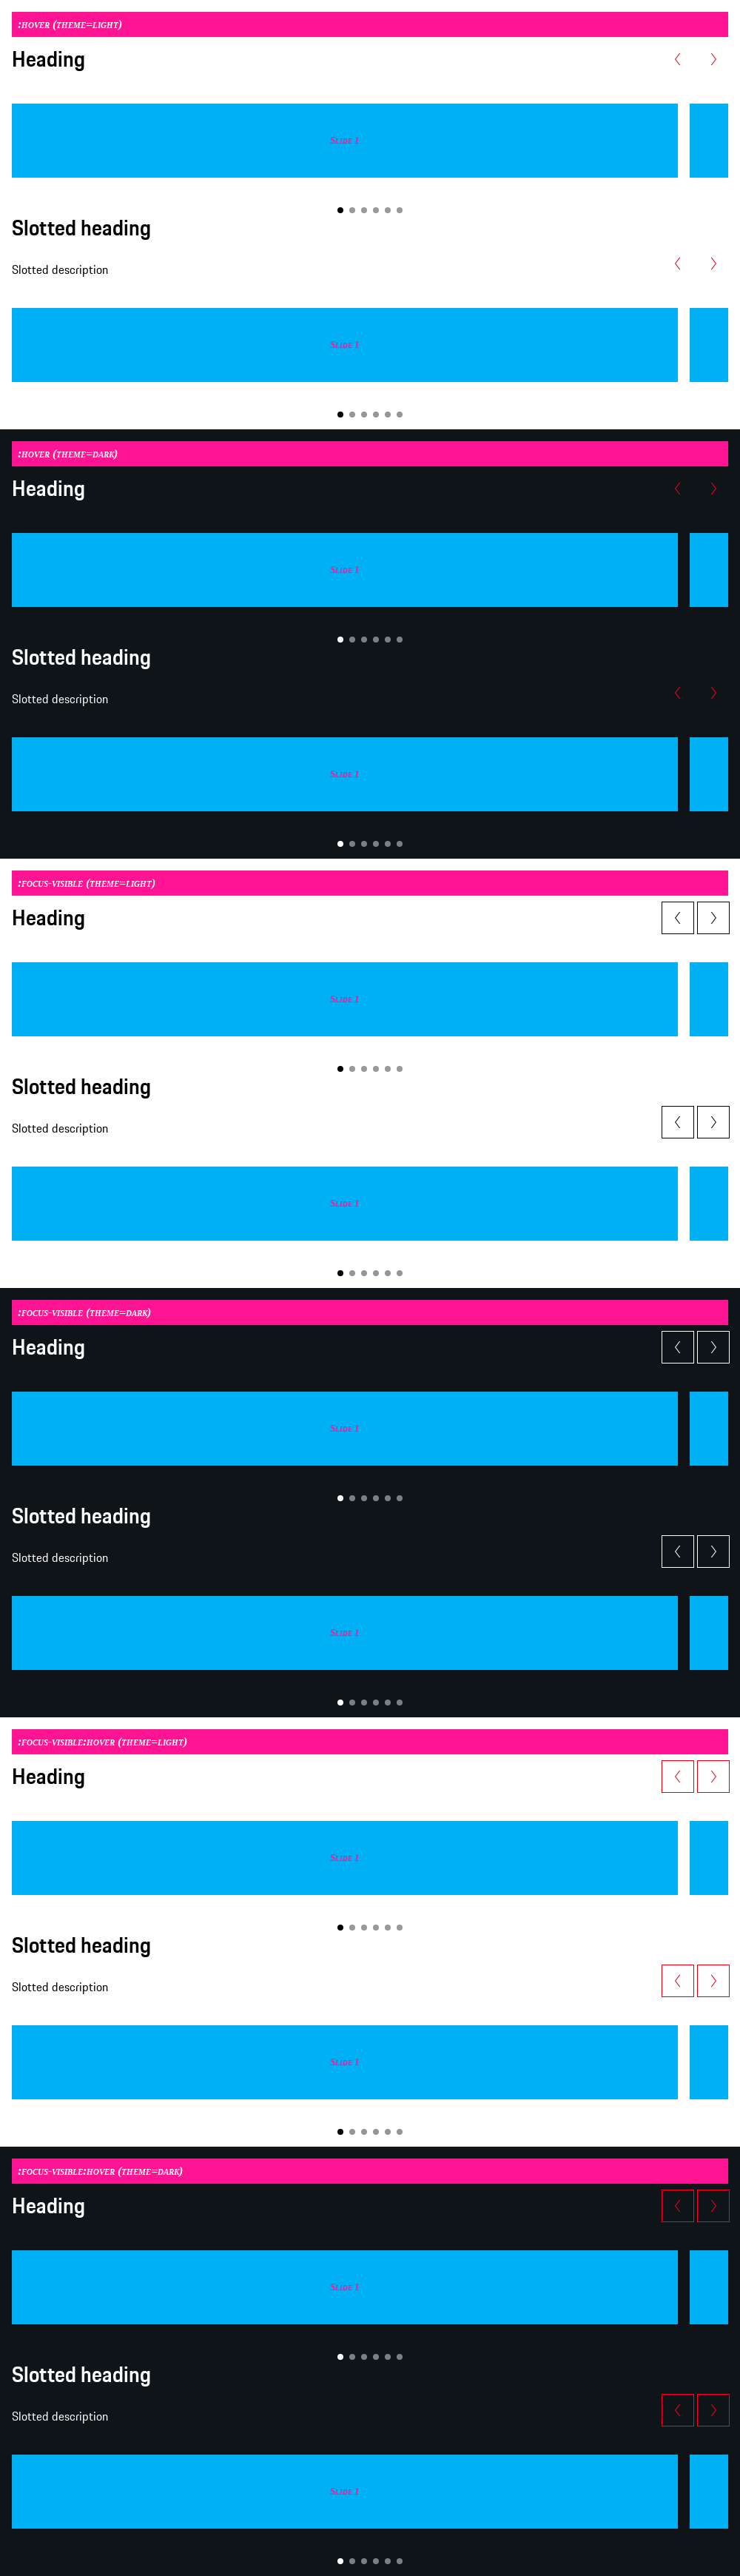 :hover (theme=light)
Heading
Slide 1
Slotted heading
Slotted description
Slide 1
:hover (theme=dark)
Heading
Slide 1
Slotted heading
Slotted description
Slide 1
:focus-visible (theme=light)
Heading
Slide 1
Slotted heading
Slotted description
Slide 1
:focus-visible (theme=dark)
Heading
Slide 1
Slotted heading
Slotted description
Slide 1
:focus-visible:hover (theme=light)
Heading
Slide 1
Slotted heading
Slotted description
Slide 1
:focus-visible:hover (theme=dark)
Heading
Slide 1
Slotted heading
Slotted description
Slide 1